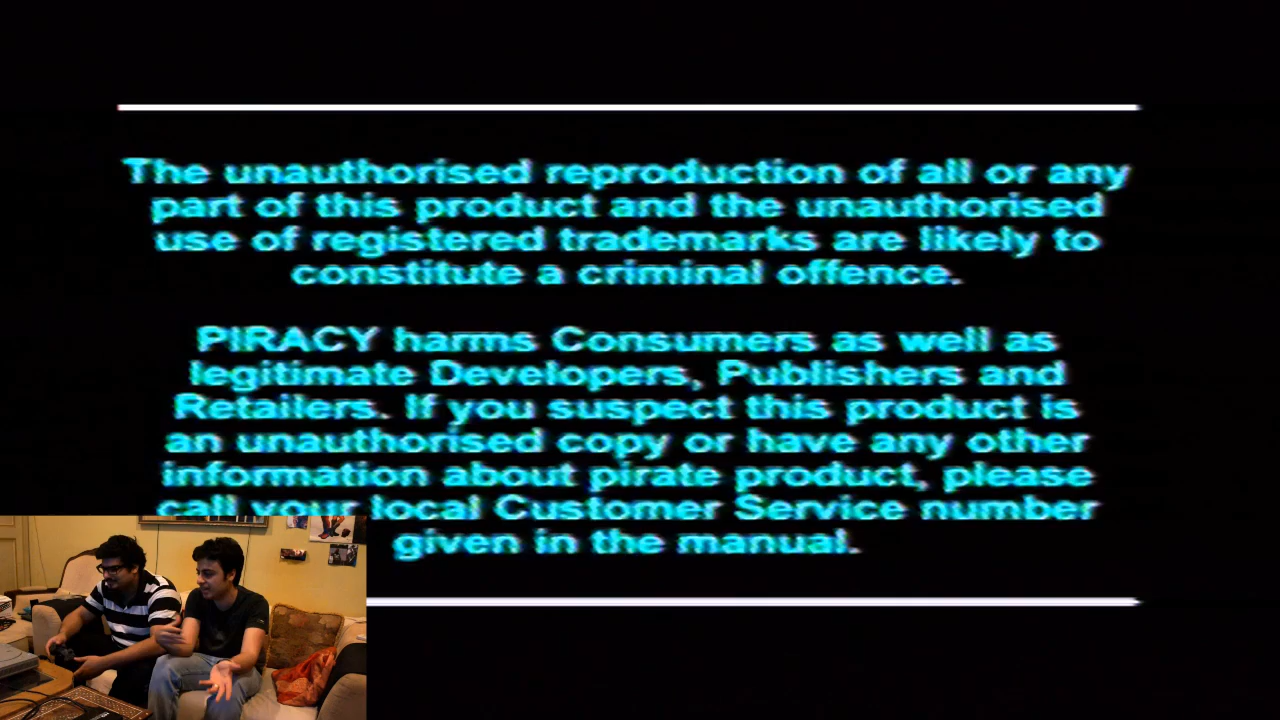 The unauthorised reproduction of all or any
part of this product and the unauthorised
use of registered trademarks are likely to
constitute a criminal offence.
PIRACY harms Consumers as well as
legitimate Developers, Publishers and
Retailers. If you suspect this product is
an unauthorised copy or have any other
information about pirate product, please
call your local Customer Service number
given in the manual.